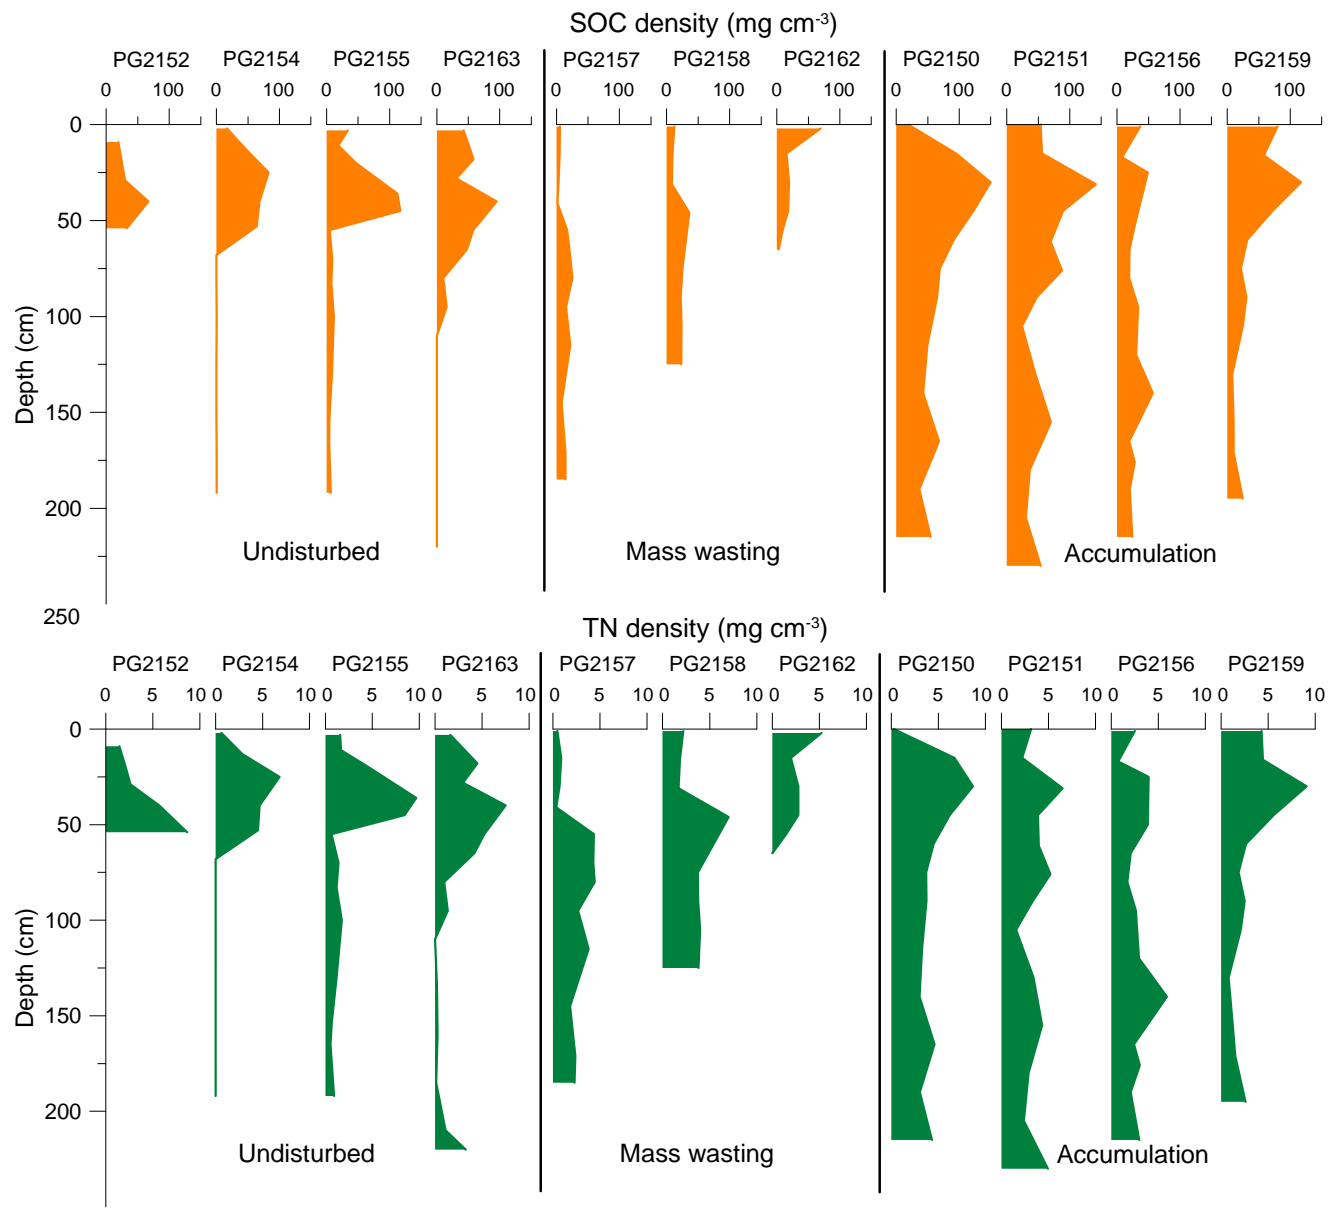 SOC density (mg cm-3)
PG2152 PG2154 PG2155 PG2163 PG2157 PG2158 PG2162 PG2150 PG2151 PG2156 PG2159
0 100 0 100 0 100 0 100 0 100 0 100 0 100 0 100 0 100 0 100 0 100
0
50
100
150
200
250
Depth (cm)
Undisturbed Mass wasting Accumulation
TN density (mg cm-3)
PG2152 PG2154 PG2155 PG2163 PG2157 PG2158 PG2162 PG2150 PG2151 PG2156 PG2159
0 5 10 0 5 10 0 5 10 0 5 10 0 5 10 0 5 10 0 5 10 0 5 10 0 5 10 0 5 10 0 5 10
0
50
100
150
200
Depth (cm)
Undisturbed Mass wasting Accumulation